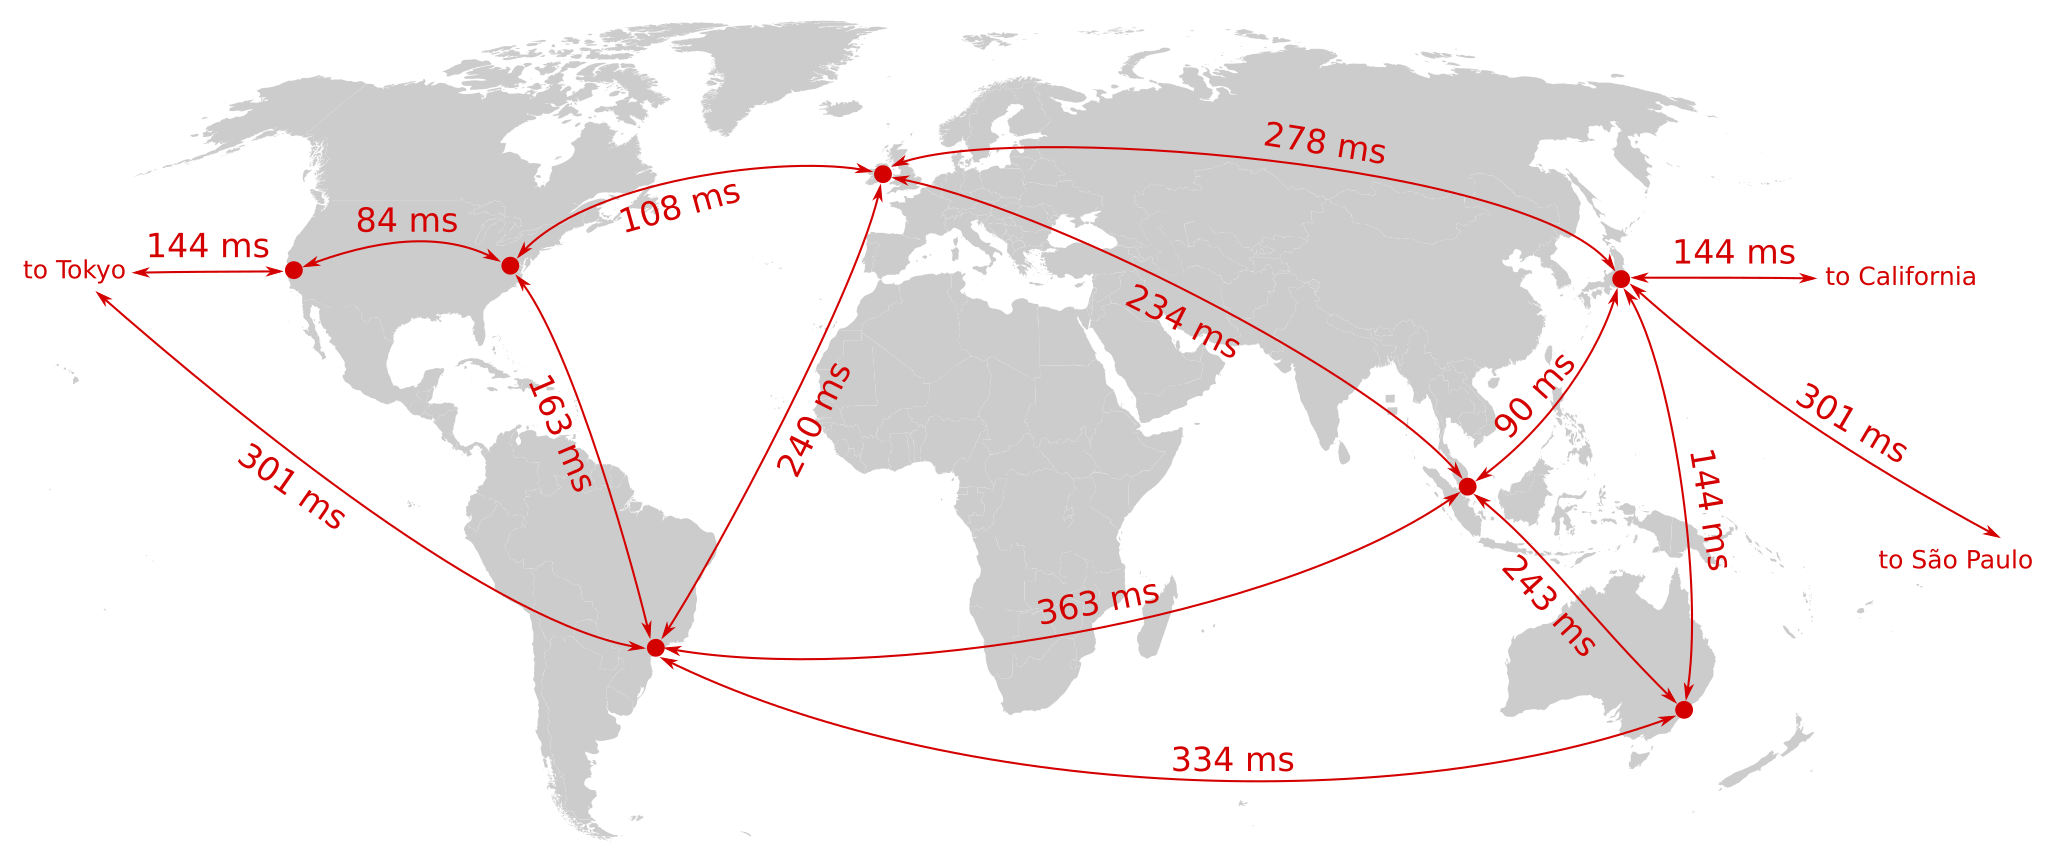 278 ms
108 ms
84 ms
144 ms
to Tokyo
144 ms
to California
234 ms
163 ms
240 ms
90 ms
301 ms
301 ms
144 ms
to São Paulo
363 ms
243 ms
334 ms